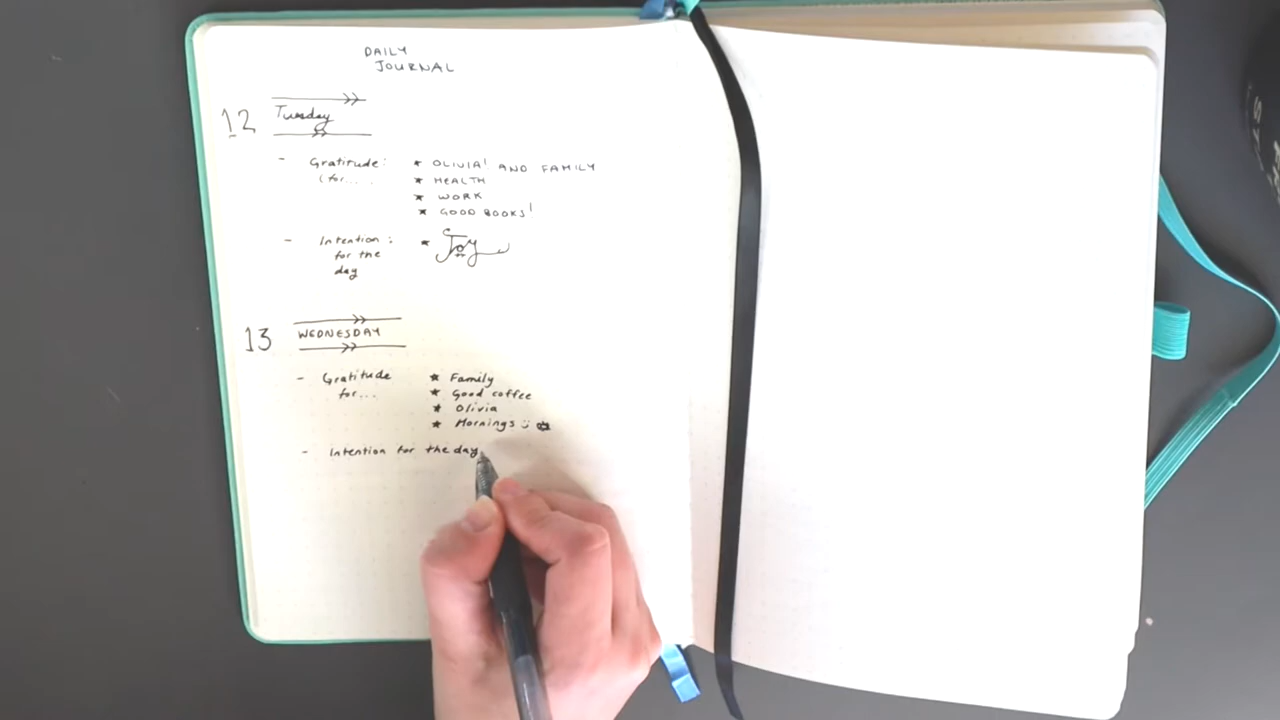 DAILY
JOURNAL
12 Tuesday
- Gratitude: ★ OLIVIA! AND FAMILY
(for..... ★ HEALTH
★ WORK
★ GOOD BOOKS!
- Intention: ★ Joy
for the
day
13 WEDNESDAY
- Gratitude ★ Family
for... ★ Good coffee
★ Olivia
★ Mornings :)
- Intention for the day